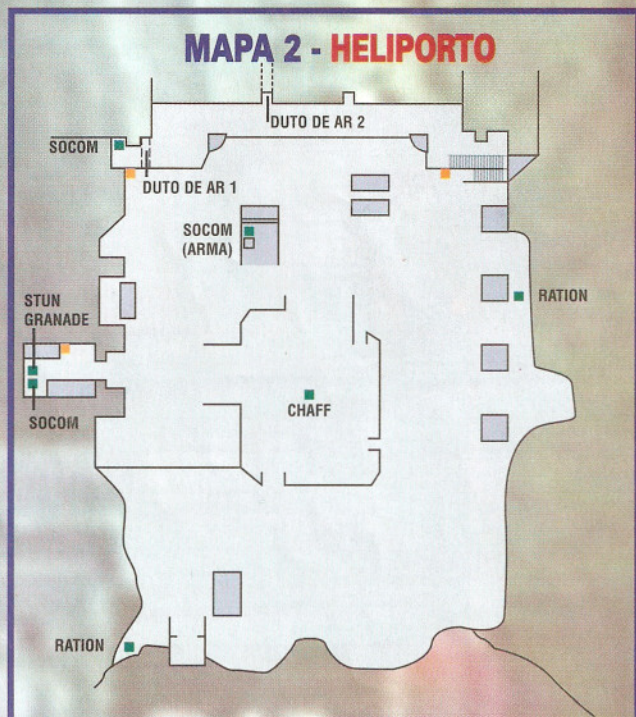 MAPA 2 - HELIPORTO
DUTO DE AR 2
SOCOM
DUTO DE AR 1
SOCOM
(ARMA)
RATION
STUN
GRANADE
CHAFF
SOCOM
RATION